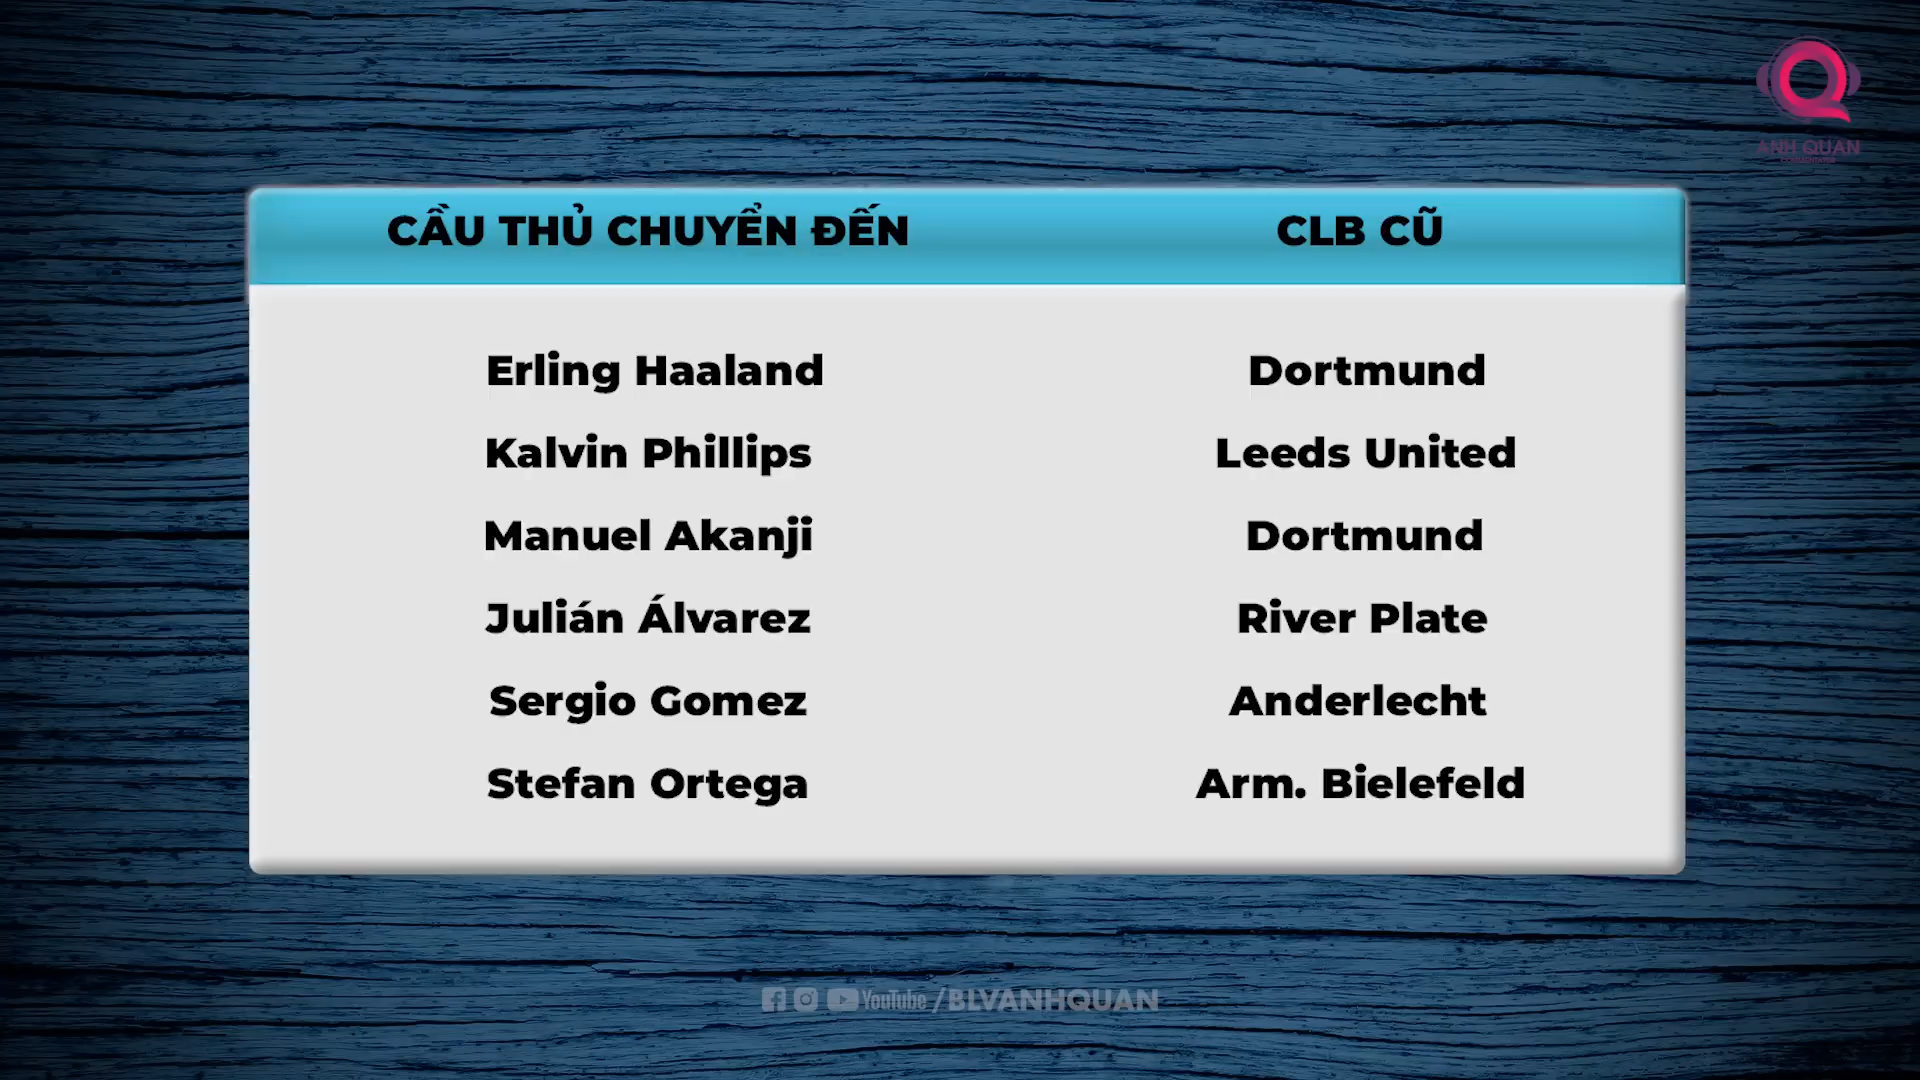 ANH QUAN
CẦU THỦ CHUYỂN ĐẾN CLB CŨ
Erling Haaland Dortmund
Kalvin Phillips Leeds United
Manuel Akanji Dortmund
Julián Álvarez River Plate
Sergio Gomez Anderlecht
Stefan Ortega Arm. Bielefeld
YouTube /BLVANHQUAN